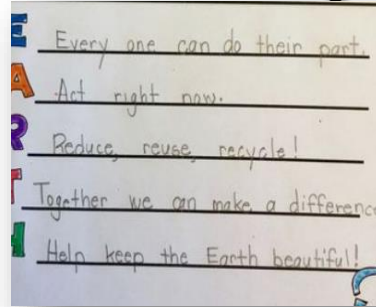 E Every one can do their part.
A Act right now.
R Reduce, reuse, recycle!
T Together we can make a difference
H Help keep the Earth beautiful!